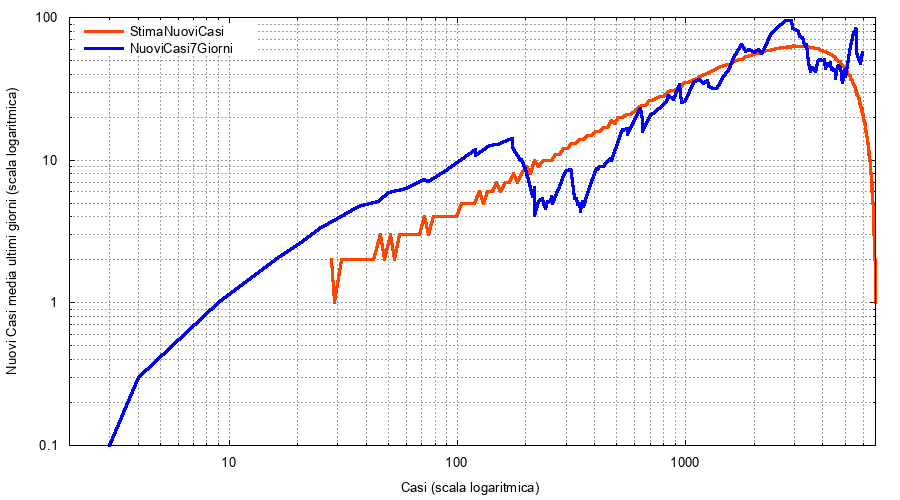 100
StimaNuoviCasi
NuoviCasi7Giorni
10
1
0.1
Nuovi Casi media ultimi giorni (scala logaritmica)
10
100
1000
Casi (scala logaritmica)